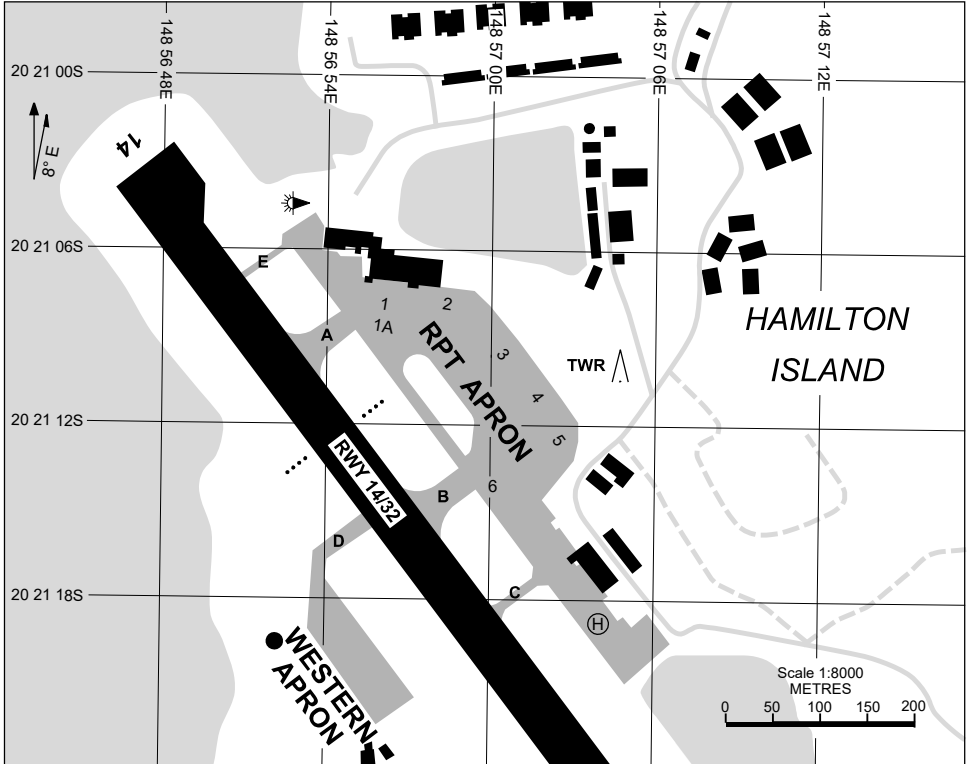 148 56 48E
148 56 54E
148 57 00E
148 57 06E
148 57 12E
20 21 00S
8° E
14
20 21 06S
E
1
2
1A
A
RPT APRON
3
4
5
6
HAMILTON
ISLAND
TWR
20 21 12S
RWY 14/32
B
D
C
20 21 18S
H
WESTERN
APRON
Scale 1:8000
METRES
0 50 100 150 200